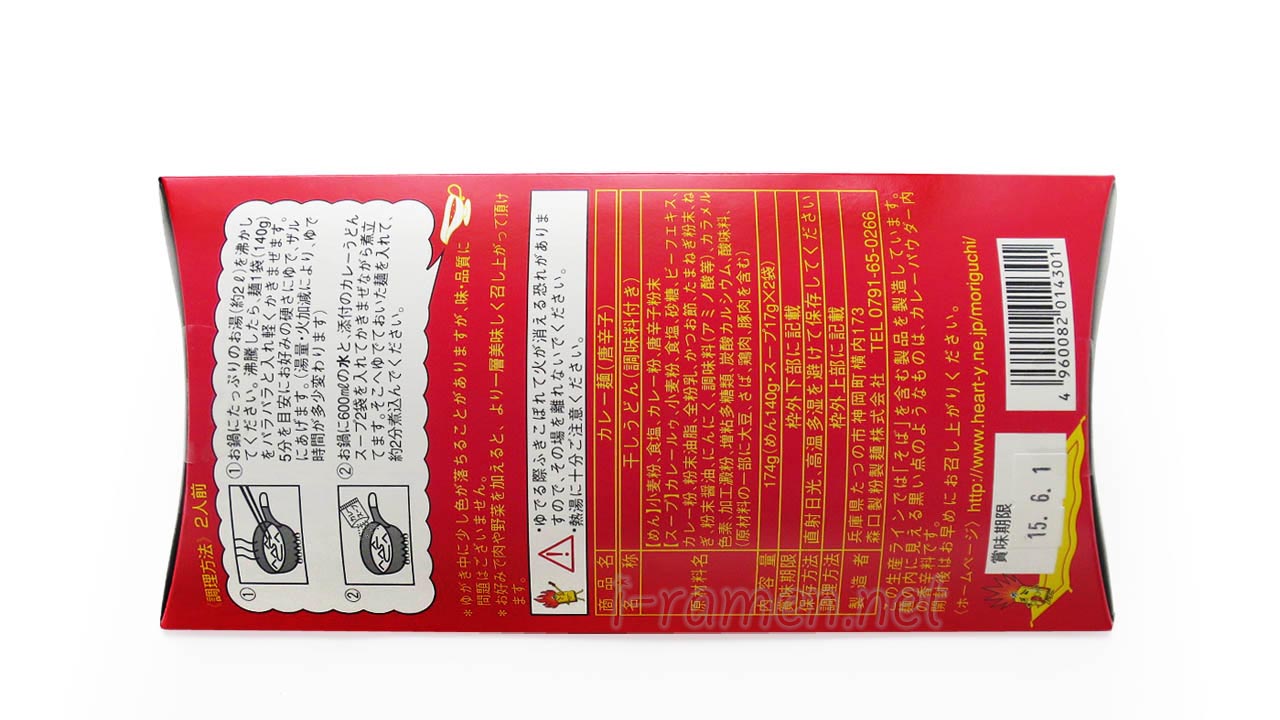 《調理方法》 2人前
①
①お鍋にたっぷりのお湯(約2ℓ)を沸かし
てください。沸騰したら、麺1袋(140g)
をパラパラと入れ軽くかきまぜます。
5分を目安にお好みの硬さにゆで、ザル
にあげます。(湯量・火加減により、ゆで
時間が多少変わります)
②
②お鍋に600mlの水と、添付のカレーうどん
スープ2袋を入れてかきまぜながら煮立
てます。そこへゆでておいた麺を入れて、
約2分煮込んでください。
*ゆがき中に少し色が落ちることがありますが、味・品質に
問題はございません。
*お好みで肉や野菜を加えると、より一層美味しく召し上がって頂け
ます。
・ゆでる際ふきこぼれて火が消える恐れがありま
すので、その場を離れないでください。
・熱湯に十分ご注意ください。
商品名 カレー麺(唐辛子)
名称 干しうどん(調味料付き)
原材料名 【めん】小麦粉、食塩、カレー粉、唐辛子粉末
【スープ】カレールゥ、小麦粉、食塩、砂糖、ビーフエキス、
カレー粉、粉末油脂、全粉乳、かつお節、たまねぎ粉末、ね
ぎ、粉末醤油、にんにく、調味料(アミノ酸等)、カラメル
色素、加工澱粉、増粘多糖類、炭酸カルシウム、酸味料、
(原材料の一部に大豆、さば、鶏肉、豚肉を含む)
内容量 174g(めん140g・スープ17g×2袋)
賞味期限 枠外下部に記載
保存方法 直射日光、高温多湿を避けて保存してください
調理方法 枠外上部に記載
製造者 兵庫県たつの市神岡町横内173
森口製粉製麺株式会社 TEL 0791-65-0266
この生産ラインでは「そば」を含む製品を製造しています。
麺の内に見える黒い点のようなものは、カレーパウダー内
の香辛料です。
開封後はお早めにお召し上がりください。
(ホームページ) http://www.heart-y.ne.jp/moriguchi/
賞味期限
15. 6. 1
4 960082 014301
i-ramen.net